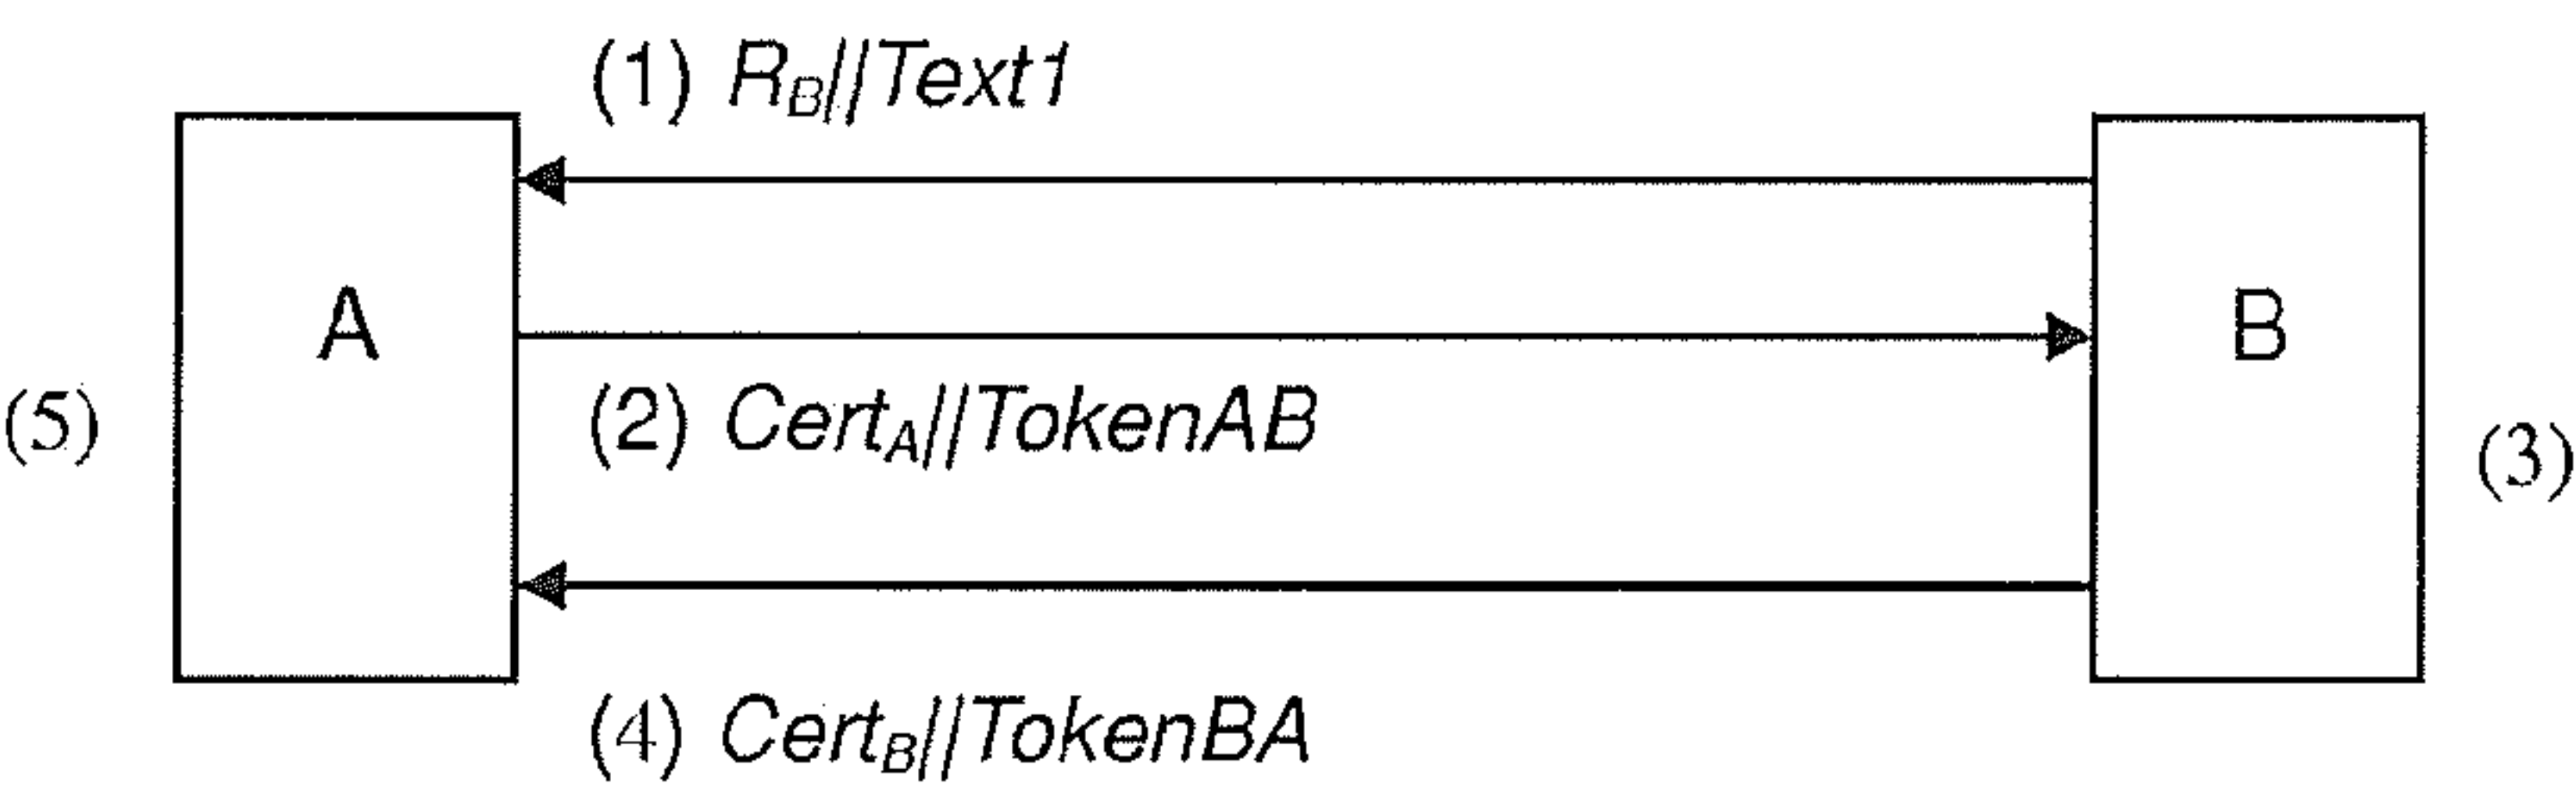 (1) R_B||Text1
A
B
(5)
(2) Cert_A||TokenAB
(3)
(4) Cert_B||TokenBA